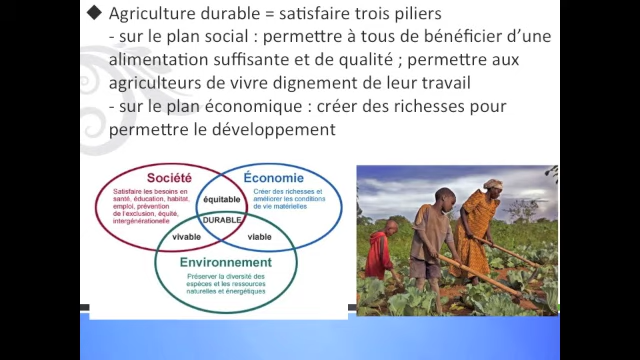 ◆ Agriculture durable = satisfaire trois piliers
- sur le plan social : permettre à tous de bénéficier d’une
alimentation suffisante et de qualité ; permettre aux
agriculteurs de vivre dignement de leur travail
- sur le plan économique : créer des richesses pour
permettre le développement
Société
Satisfaire les besoins en
santé, éducation, habitat,
emploi, prévention
de l'exclusion, équité,
intergénérationelle
équitable
Économie
Créer des richesses et
améliorer les conditions
de vie matérielles
DURABLE
vivable
viable
Environnement
Préserver la diversité des
espèces et les ressources
naturelles et énergétiques